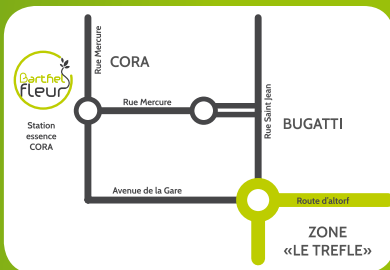 Rue Mercure
CORA
Barthel
fleur
Rue Mercure
Station
essence
CORA
Rue Saint Jean
BUGATTI
Avenue de la Gare
Route d'altorf
ZONE
«LE TREFLE»